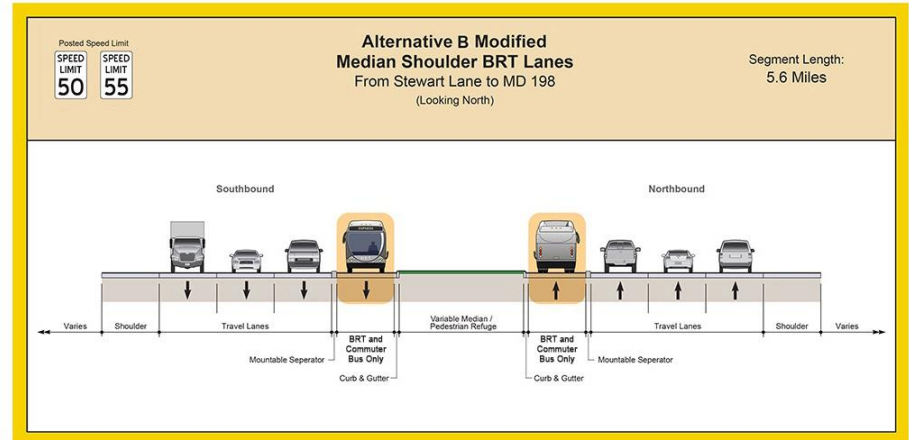 Posted Speed Limit
SPEED
LIMIT
50
SPEED
LIMIT
55
Alternative B Modified
Median Shoulder BRT Lanes
From Stewart Lane to MD 198
(Looking North)
Segment Length:
5.6 Miles
Southbound
Northbound
Varies
Shoulder
Travel Lanes
Mountable Seperator
BRT and
Commuter
Bus Only
Curb & Gutter
Variable Median /
Pedestrian Refuge
Curb & Gutter
BRT and
Commuter
Bus Only
Mountable Seperator
Travel Lanes
Shoulder
Varies